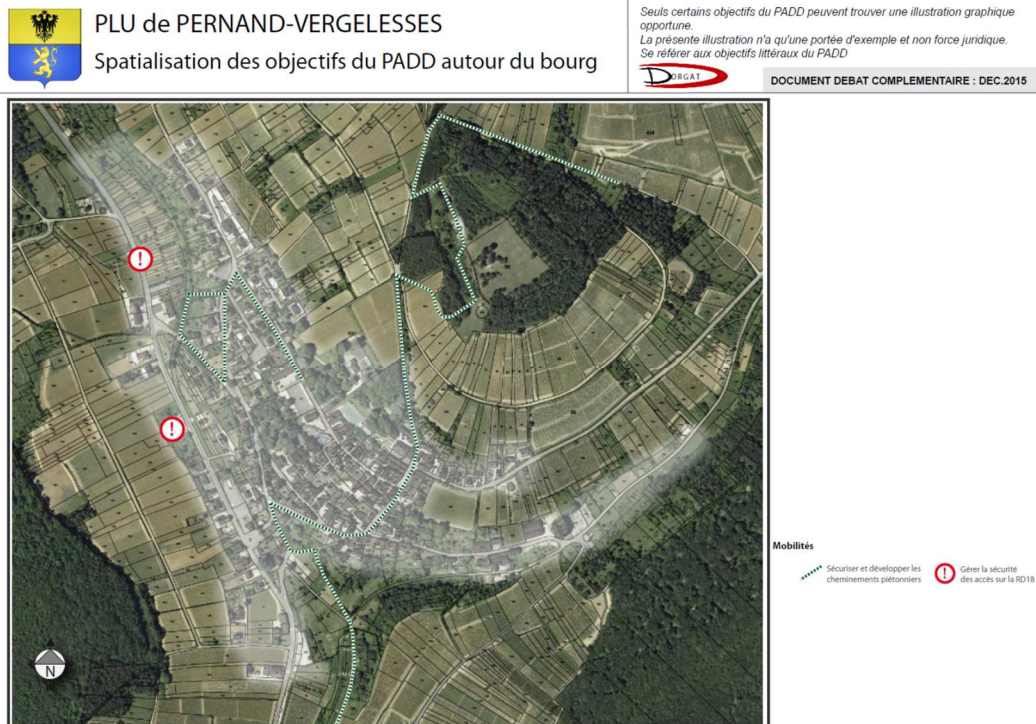 PLU de PERNAND-VERGELESSES
Spatialisation des objectifs du PADD autour du bourg
Seuls certains objectifs du PADD peuvent trouver une illustration graphique
opportune.
La présente illustration n'a qu'une portée d'exemple et non force juridique.
Se référer aux objectifs littéraux du PADD
DORGAT
DOCUMENT DEBAT COMPLEMENTAIRE : DEC.2015
!
!
N
Mobilités
Sécuriser et développer les
cheminements piétonniers
!
Gérer la sécurité
des accès sur la RD18